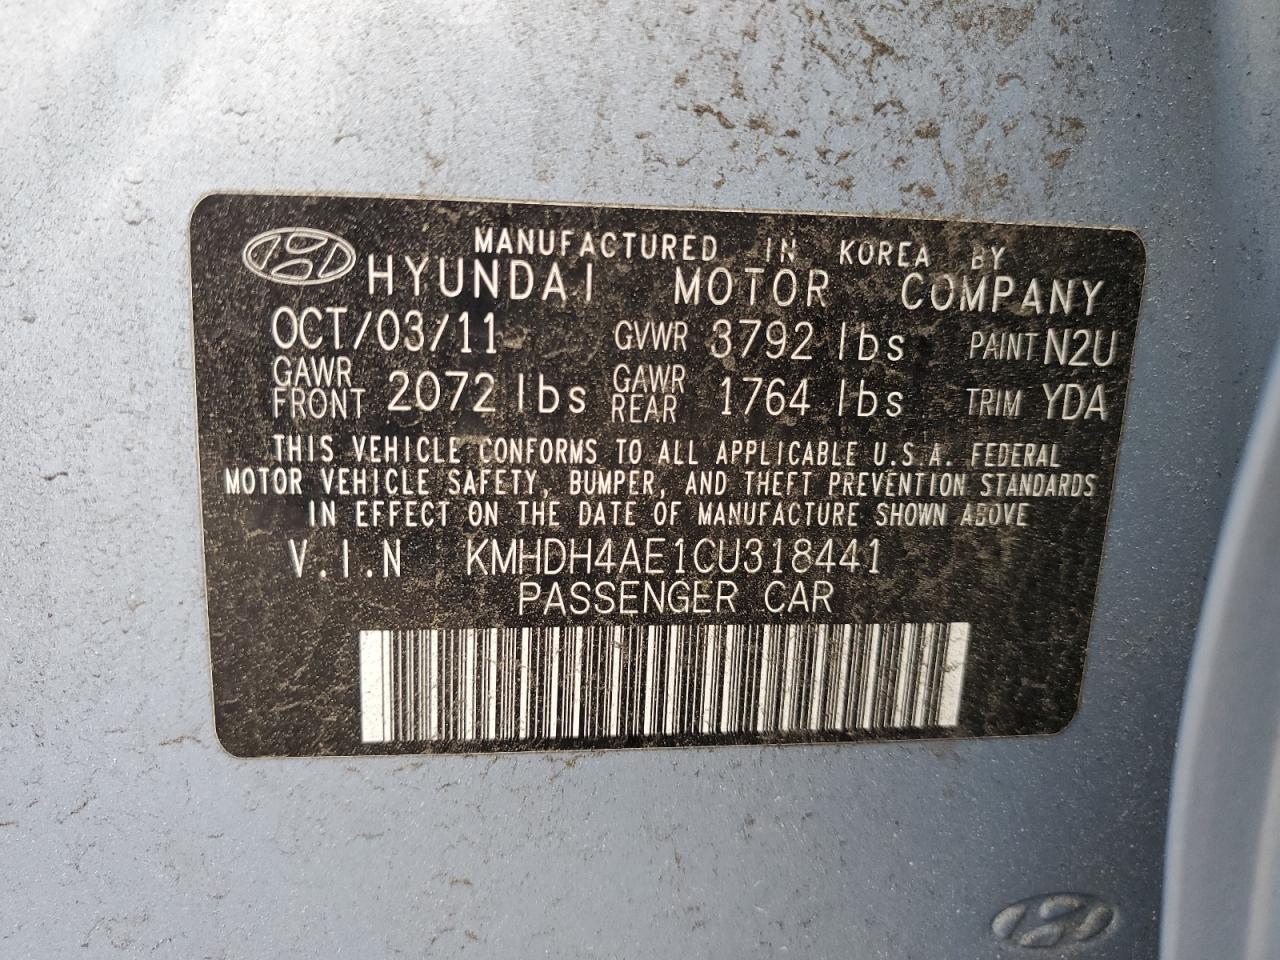 MANUFACTURED IN KOREA BY
HYUNDAI MOTOR COMPANY
OCT/03/11 GVWR 3792 lbs PAINT N2U
GAWR FRONT 2072 lbs GAWR REAR 1764 lbs TRIM YDA
THIS VEHICLE CONFORMS TO ALL APPLICABLE U.S.A. FEDERAL
MOTOR VEHICLE SAFETY, BUMPER, AND THEFT PREVENTION STANDARDS
IN EFFECT ON THE DATE OF MANUFACTURE SHOWN ABOVE
V.I.N KMHDH4AE1CU318441
PASSENGER CAR